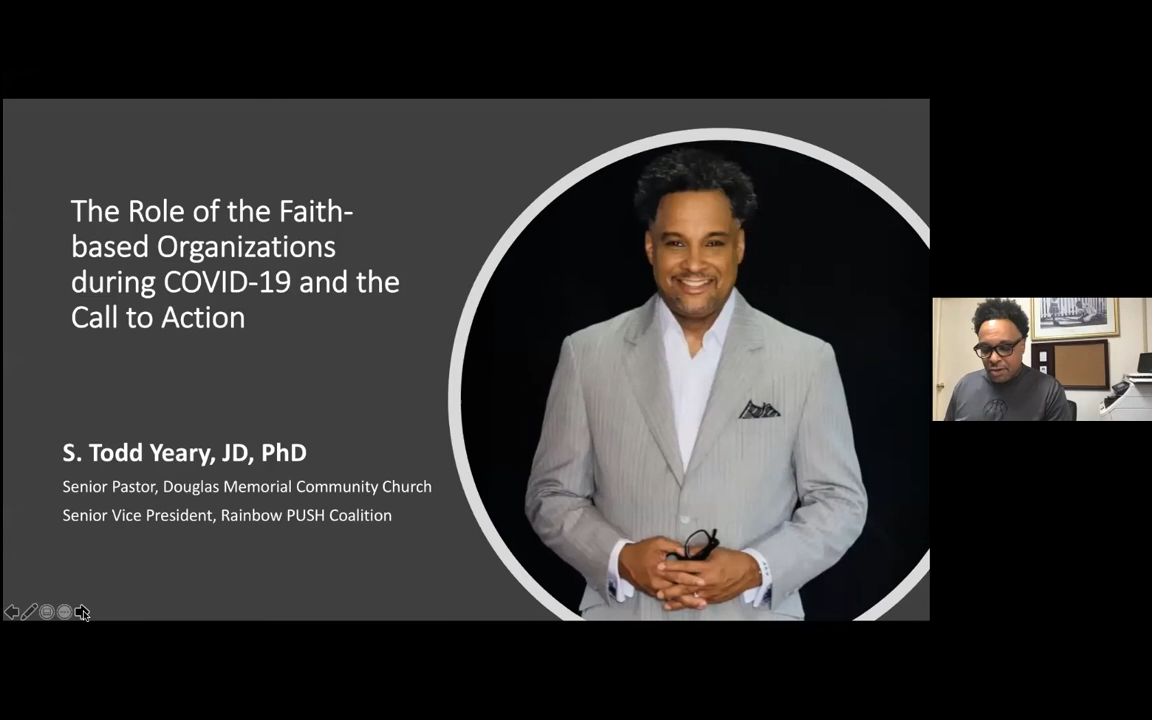 The Role of the Faith-
based Organizations
during COVID-19 and the
Call to Action
S. Todd Yeary, JD, PhD
Senior Pastor, Douglas Memorial Community Church
Senior Vice President, Rainbow PUSH Coalition